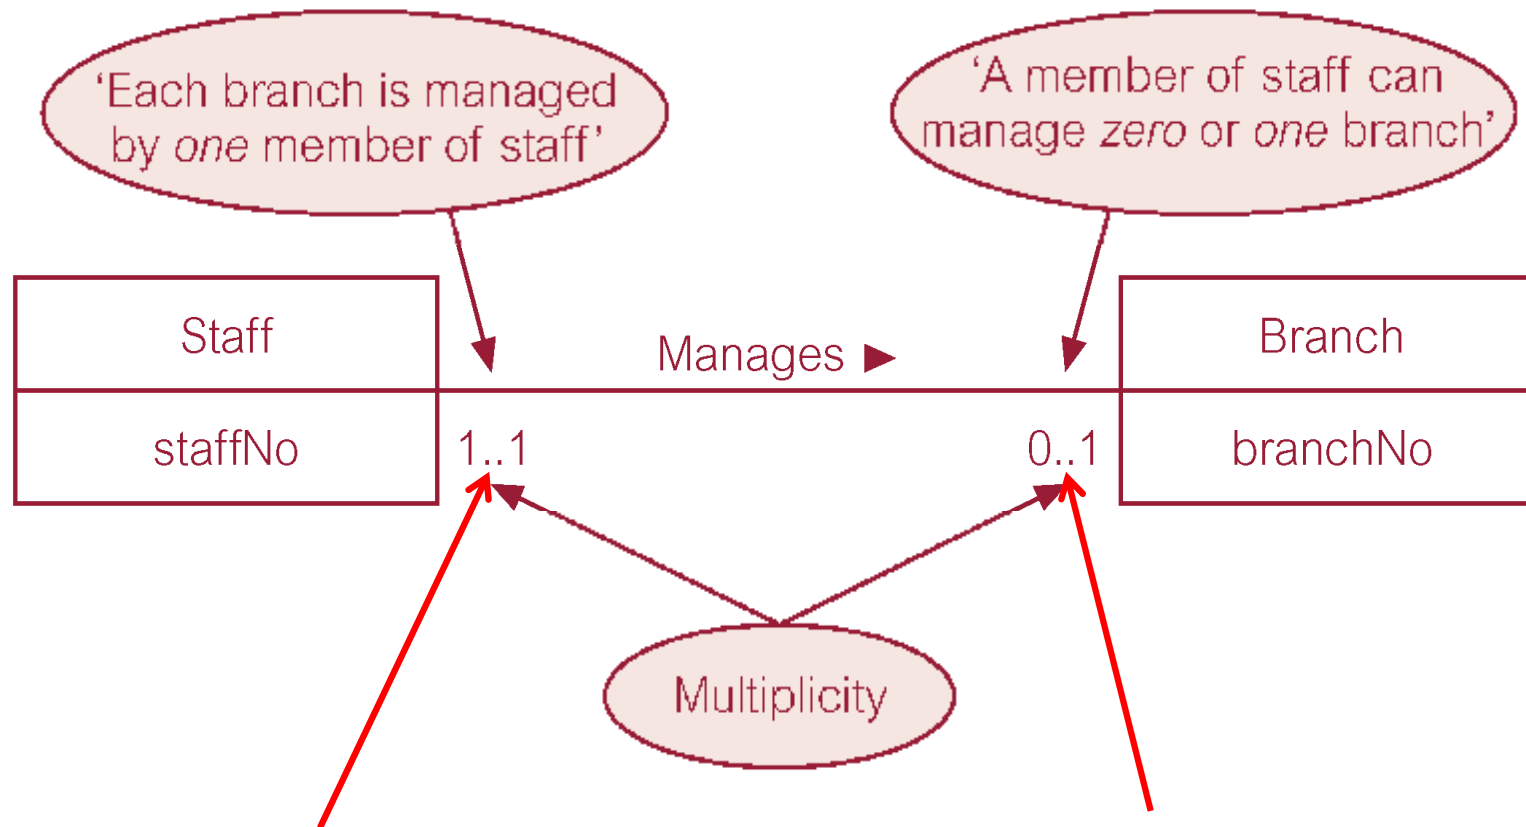 ‘Each branch is managed
by one member of staff’
‘A member of staff can
manage zero or one branch’
Staff
Manages ►
Branch
staffNo
1..1
0..1
branchNo
Multiplicity